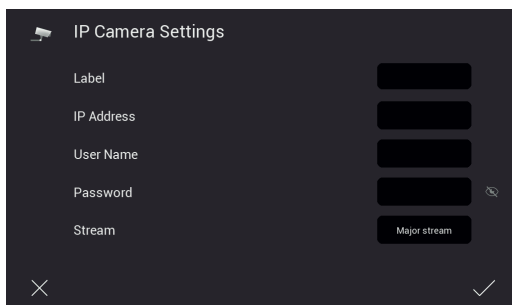 IP Camera Settings
Label
IP Address
User Name
Password
Stream Major stream